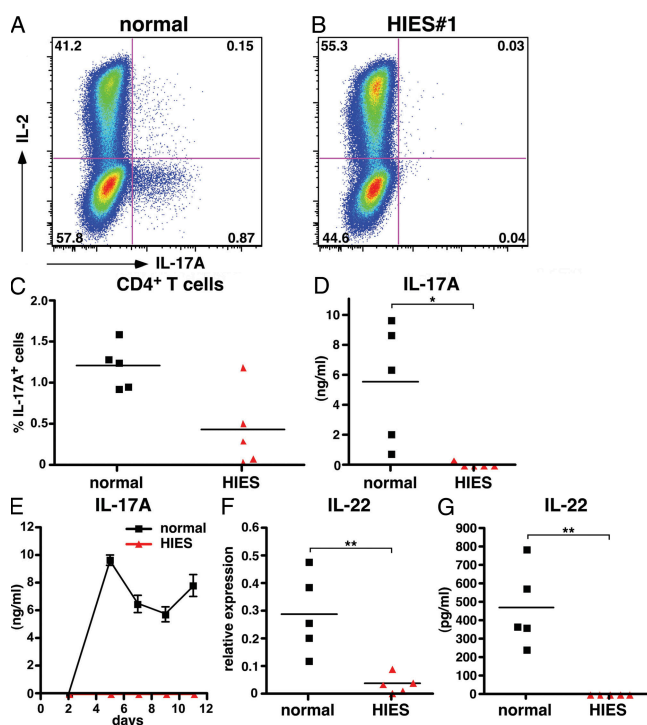 A normal
B HIES#1
41.2 0.15
57.8 0.87
55.3 0.03
44.6 0.04
IL-2
IL-17A
C CD4+ T cells
% IL-17A+ cells
2.0
1.5
1.0
0.5
0
normal HIES
D IL-17A
*
(ng/ml)
10
8
6
4
2
0
normal HIES
E IL-17A
normal
HIES
(ng/ml)
12
10
8
6
4
2
0
0 2 4 6 8 10 12
days
F IL-22
**
relative expression
0.6
0.5
0.4
0.3
0.2
0.1
0
normal HIES
G IL-22
**
(pg/ml)
900
800
700
600
500
400
300
200
100
0
normal HIES